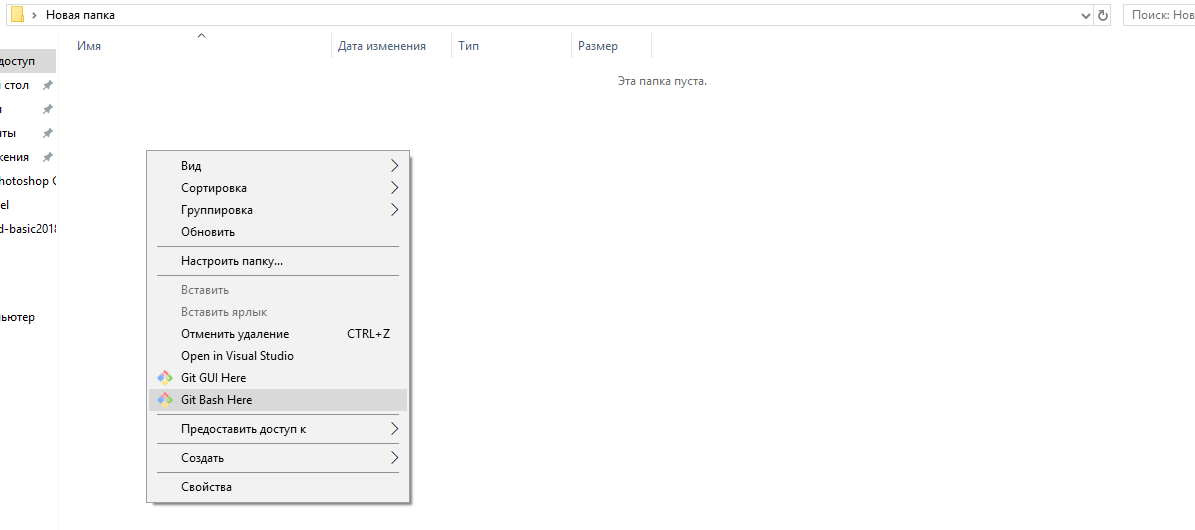 Новая папка
Поиск: Нов
Имя
Дата изменения
Тип
Размер
доступ
Эта папка пуста.
стол
ты
кения
hotoshop C
el
d-basic2018
ьютер
Вид
Сортировка
Группировка
Обновить
Настроить папку...
Вставить
Вставить ярлык
Отменить удаление CTRL+Z
Open in Visual Studio
Git GUI Here
Git Bash Here
Предоставить доступ к
Создать
Свойства